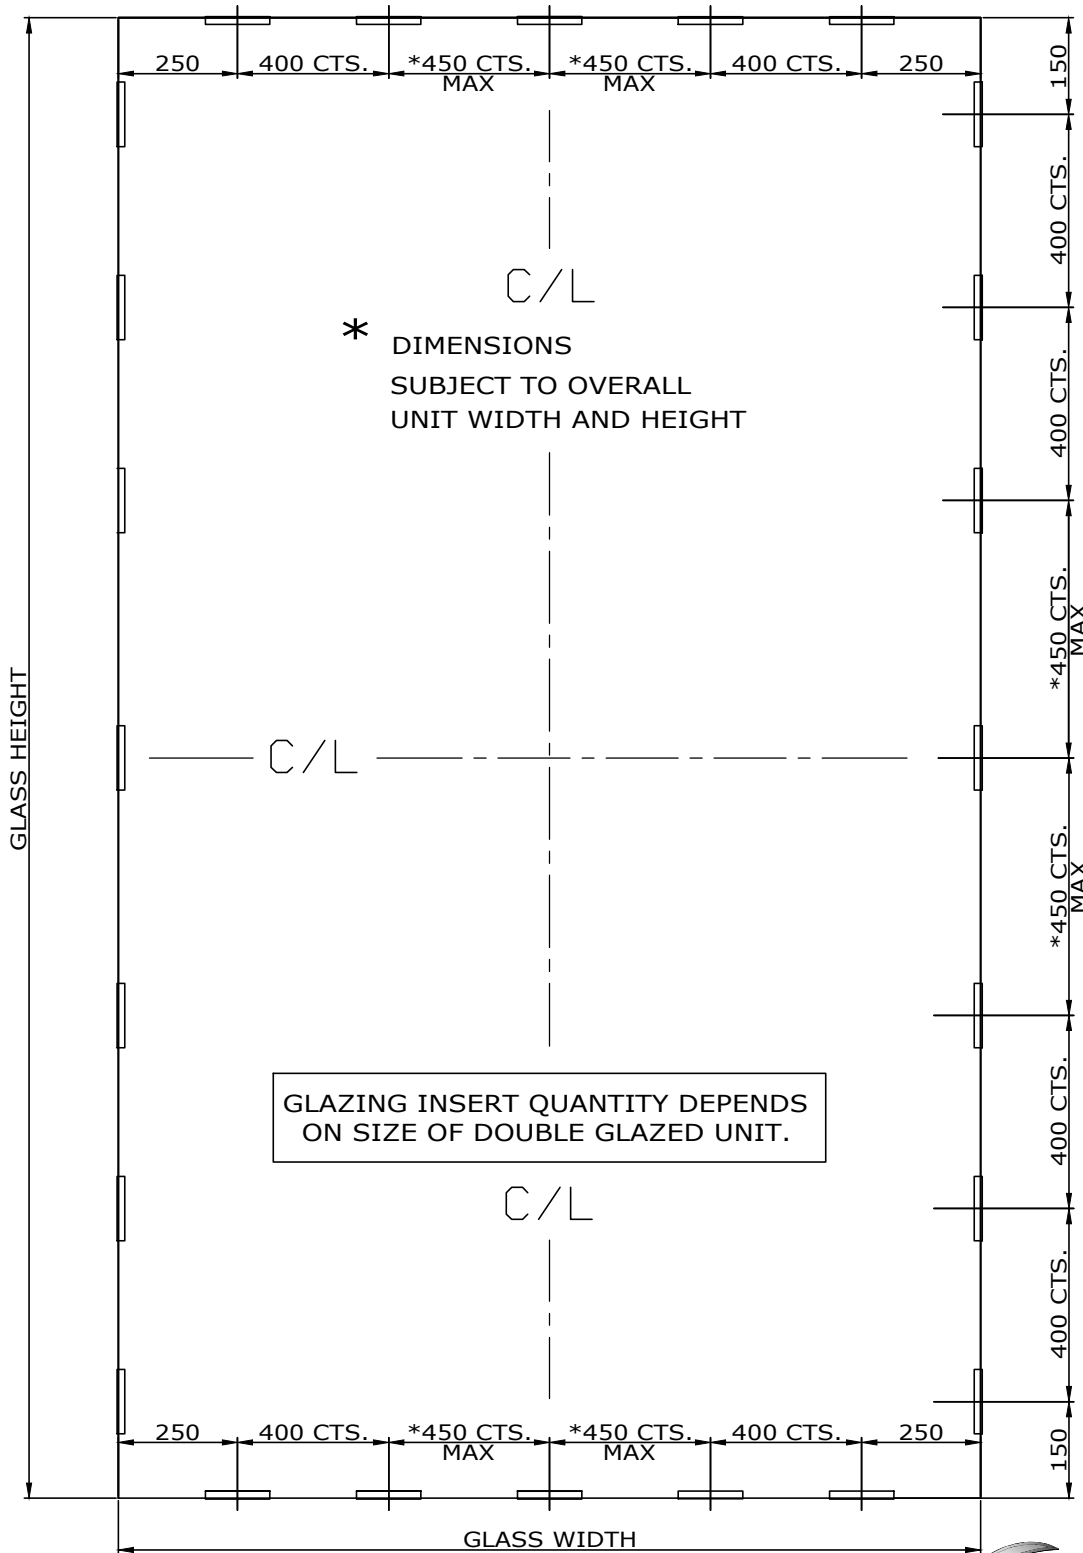 250
400 CTS.
*450 CTS.
MAX
*450 CTS.
MAX
400 CTS.
250
150
400 CTS.
400 CTS.
*450 CTS.
MAX
*450 CTS.
MAX
400 CTS.
400 CTS.
150
C/L
* DIMENSIONS
SUBJECT TO OVERALL
UNIT WIDTH AND HEIGHT
GLASS HEIGHT
C/L
GLAZING INSERT QUANTITY DEPENDS
ON SIZE OF DOUBLE GLAZED UNIT.
C/L
250
400 CTS.
*450 CTS.
MAX
*450 CTS.
MAX
400 CTS.
250
GLASS WIDTH